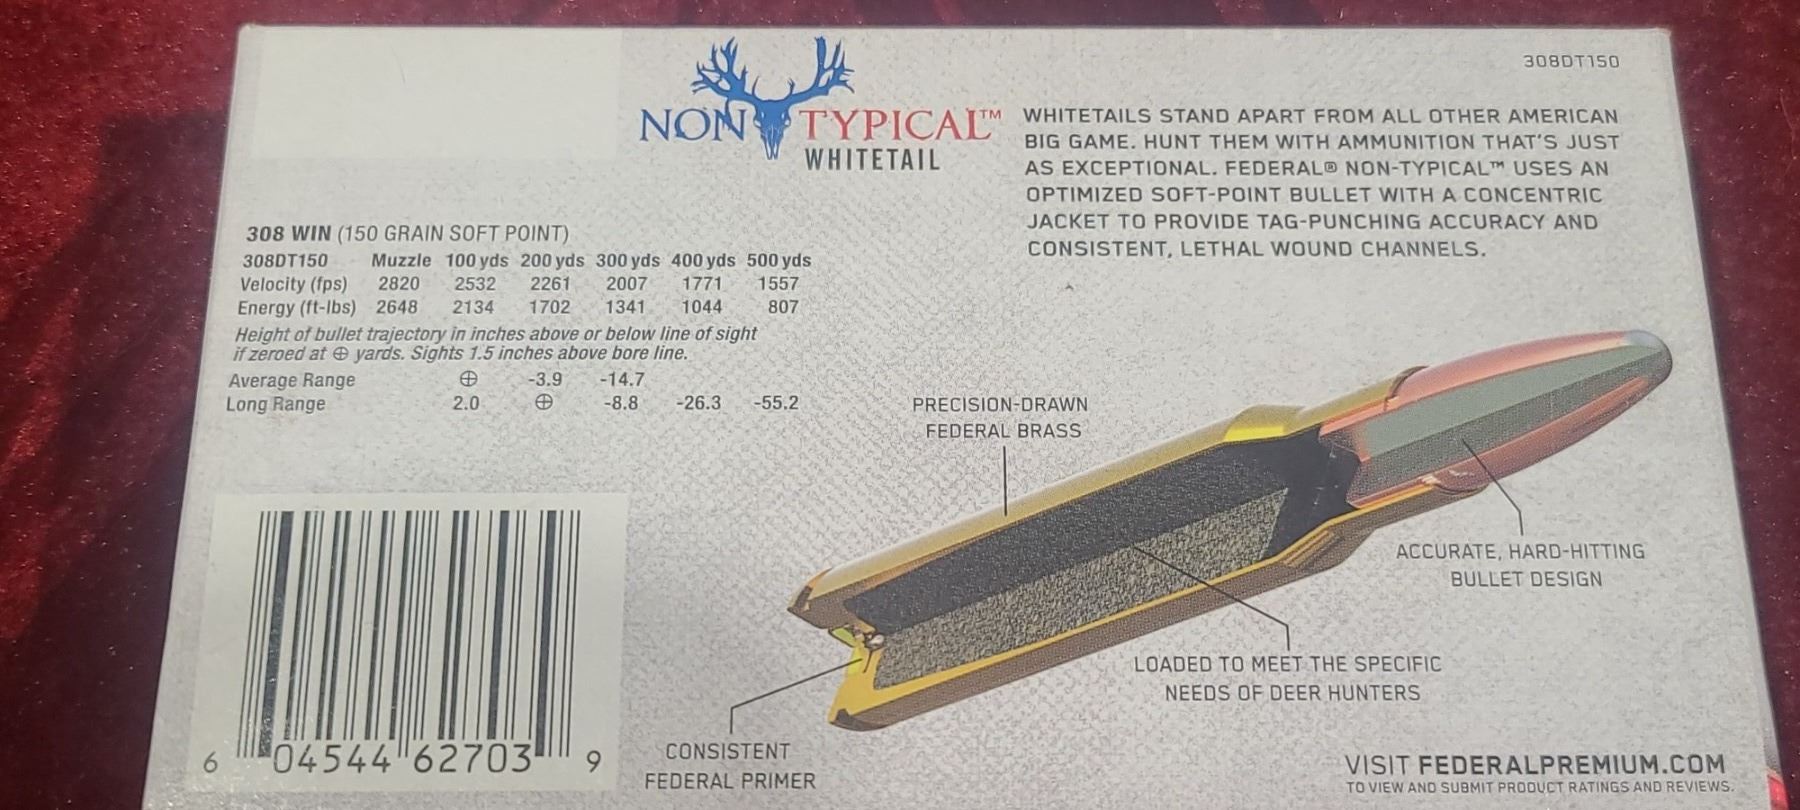 308DT150
NON TYPICAL™
WHITETAIL
WHITETAILS STAND APART FROM ALL OTHER AMERICAN
BIG GAME. HUNT THEM WITH AMMUNITION THAT'S JUST
AS EXCEPTIONAL. FEDERAL® NON-TYPICAL™ USES AN
OPTIMIZED SOFT-POINT BULLET WITH A CONCENTRIC
JACKET TO PROVIDE TAG-PUNCHING ACCURACY AND
CONSISTENT, LETHAL WOUND CHANNELS.
308 WIN (150 GRAIN SOFT POINT)
308DT150 Muzzle 100 yds 200 yds 300 yds 400 yds 500 yds
Velocity (fps) 2820 2532 2261 2007 1771 1557
Energy (ft-lbs) 2648 2134 1702 1341 1044 807
Height of bullet trajectory in inches above or below line of sight
if zeroed at ⊕ yards. Sights 1.5 inches above bore line.
Average Range ⊕ -3.9 -14.7
Long Range 2.0 ⊕ -8.8 -26.3 -55.2
PRECISION-DRAWN
FEDERAL BRASS
ACCURATE, HARD-HITTING
BULLET DESIGN
LOADED TO MEET THE SPECIFIC
NEEDS OF DEER HUNTERS
CONSISTENT
FEDERAL PRIMER
6 04544 62703 9
VISIT FEDERALPREMIUM.COM
TO VIEW AND SUBMIT PRODUCT RATINGS AND REVIEWS.